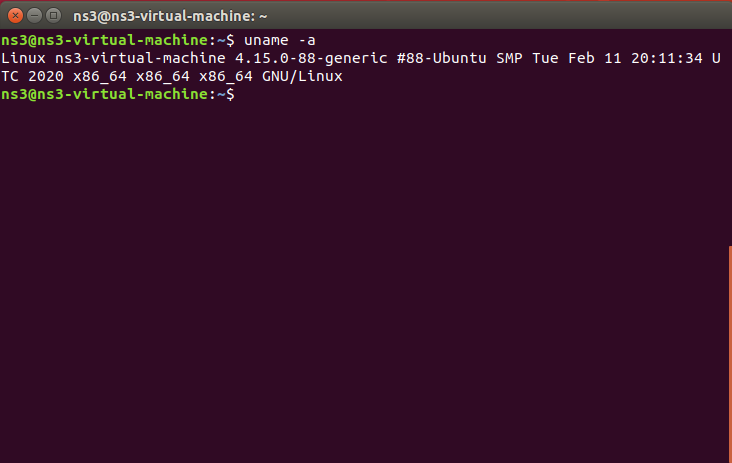 ns3@ns3-virtual-machine: ~
ns3@ns3-virtual-machine:~$ uname -a
Linux ns3-virtual-machine 4.15.0-88-generic #88-Ubuntu SMP Tue Feb 11 20:11:34 U
TC 2020 x86_64 x86_64 x86_64 GNU/Linux
ns3@ns3-virtual-machine:~$